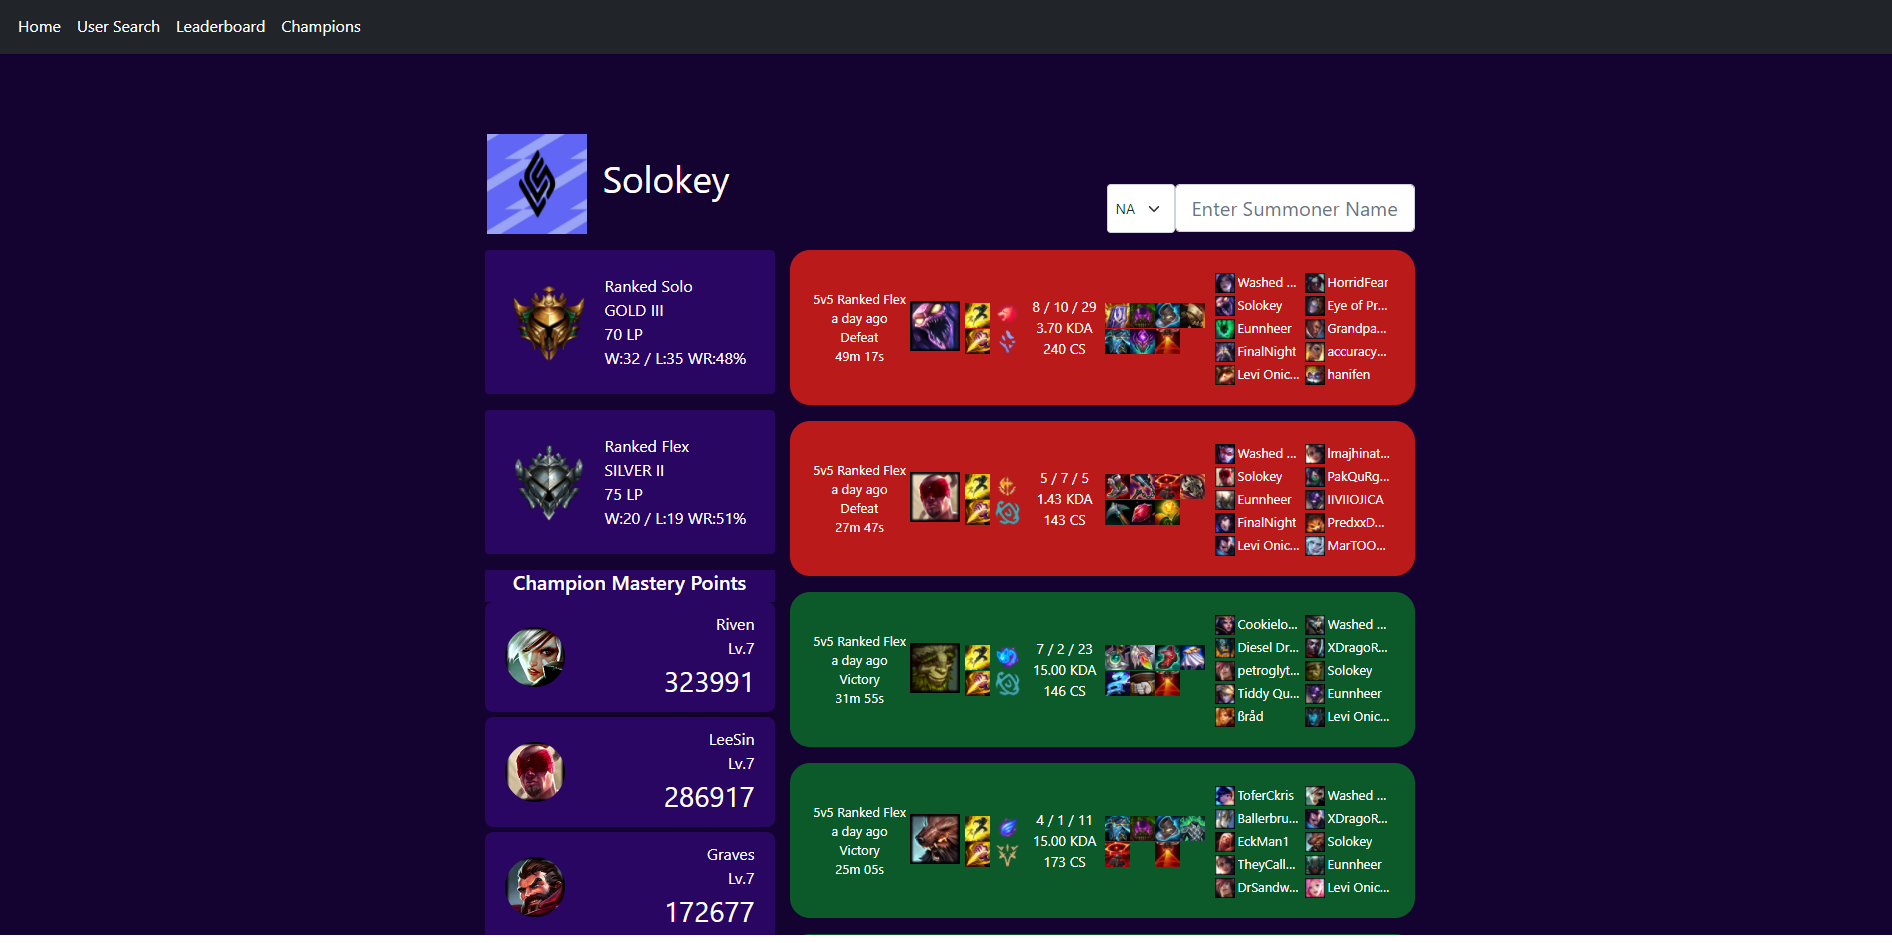 Home User Search Leaderboard Champions
Solokey
NA Enter Summoner Name
Ranked Solo
GOLD III
70 LP
W:32 / L:35 WR:48%
Ranked Flex
SILVER II
75 LP
W:20 / L:19 WR:51%
Champion Mastery Points
Riven
Lv.7
323991
LeeSin
Lv.7
286917
Graves
Lv.7
172677
5v5 Ranked Flex
a day ago
Defeat
49m 17s
8 / 10 / 29
3.70 KDA
240 CS
Washed ...
Solokey
Eunnheer
FinalNight
Levi Onic...
HorridFear
Eye of Pr...
Grandpa...
accuracy...
hanifen
5v5 Ranked Flex
a day ago
Defeat
27m 47s
5 / 7 / 5
1.43 KDA
143 CS
Washed ...
Solokey
Eunnheer
FinalNight
Levi Onic...
lmajhinat...
PakQuRg...
IIVIIOJICA
PredxxD...
MarTOO...
5v5 Ranked Flex
a day ago
Victory
31m 55s
7 / 2 / 23
15.00 KDA
146 CS
Cookielo...
Diesel Dr...
petroglyt...
Tiddy Qu...
ßråd
Washed ...
XDragoR...
Solokey
Eunnheer
Levi Onic...
5v5 Ranked Flex
a day ago
Victory
25m 05s
4 / 1 / 11
15.00 KDA
173 CS
ToferCkris
Ballerbru...
EckMan1
TheyCall...
DrSandw...
Washed ...
XDragoR...
Solokey
Eunnheer
Levi Onic...